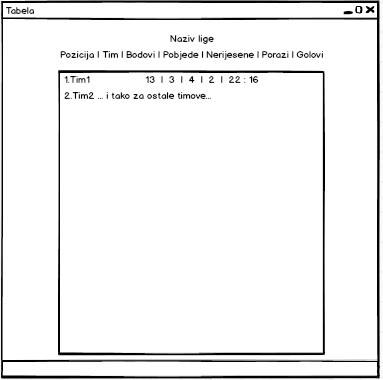 Tabela
Naziv lige
Pozicija | Tim | Bodovi | Pobjede | Nerijesene | Porazi | Golovi
1.Tim1 13 | 3 | 4 | 2 | 22 : 16
2.Tim2 ... i tako za ostale timove...